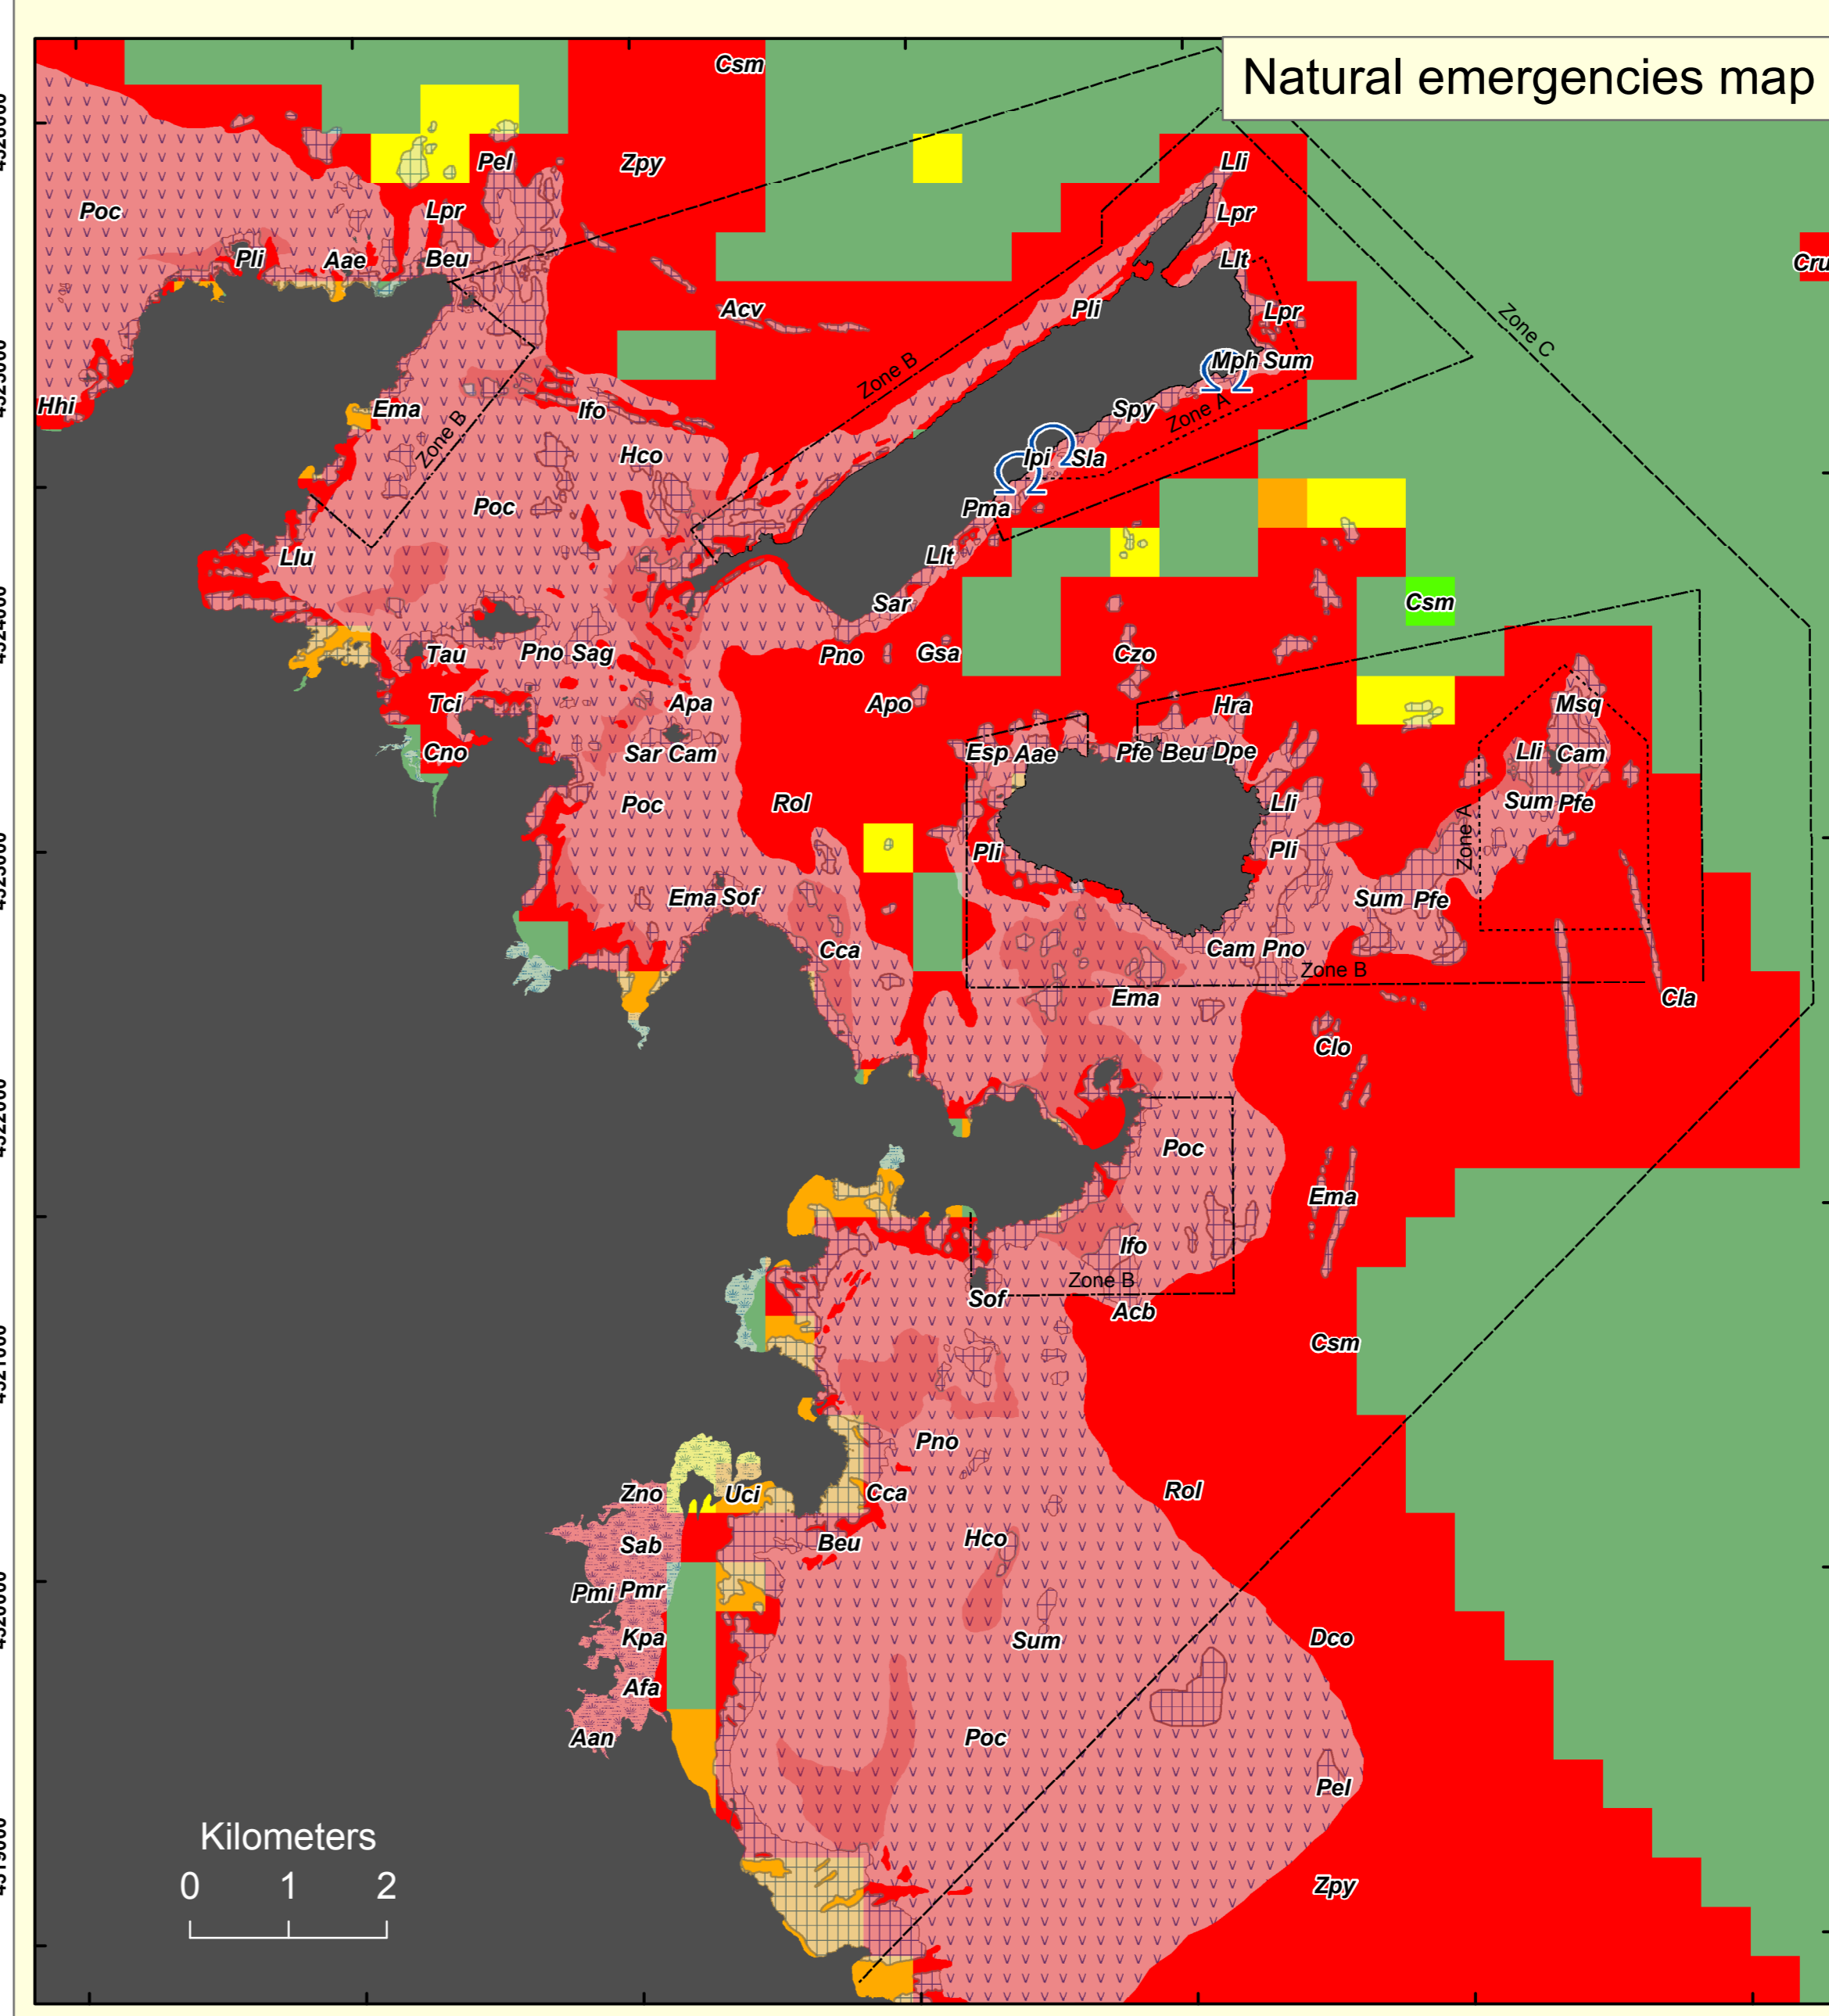 Natural emergencies map
Csm
Pel
Zpy
Lli
Poc
Lpr
Lpr
Pli
Aae
Beu
Llt
Cru
Acv
Pli
Lpr
Zone C
Mph Sum
Zone B
Hhi
Ema
Ifo
Spy
Zone A
Zone B
Hco
Ipi
Sla
Poc
Pma
Llu
Llt
Sar
Csm
Tau
Pno Sag
Pno
Gsa
Czo
Tci
Apa
Apo
Hra
Msq
Cno
Sar Cam
Esp Aae
Pfe Beu Dpe
Lli Cam
Poc
Rol
Lli
Sum Pfe
Zone A
Pli
Pli
Ema Sof
Sum Pfe
Cca
Cam Pno
Zone B
Ema
Cla
Clo
Poc
Ema
Ifo
Zone B
Sof
Acb
Csm
Pno
Zno
Uci
Cca
Rol
Sab
Beu
Hco
Pmi Pmr
Kpa
Sum
Dco
Afa
Aan
Poc
Pel
Kilometers
0 1 2
Zpy